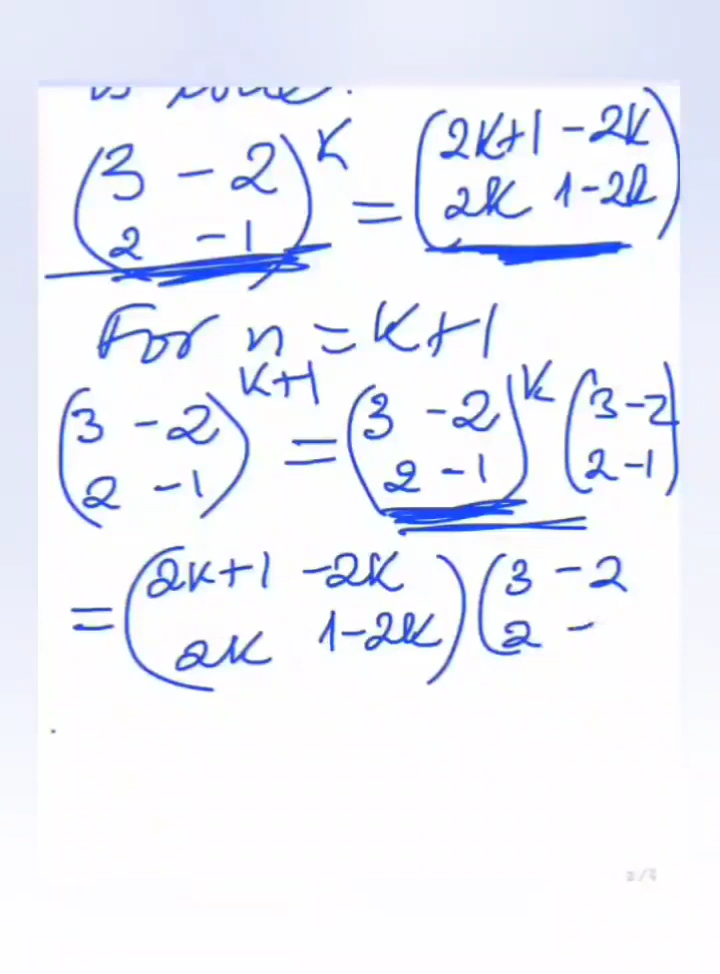 (3 -2)^K = (2K+1 -2K)
(2 -1) (2K 1-2K)
For n = K+1
(3 -2)^K+1 = (3 -2)^K (3 -2)
(2 -1) (2 -1) (2 -1)
= (2K+1 -2K) (3 -2
(2K 1-2K) (2 -